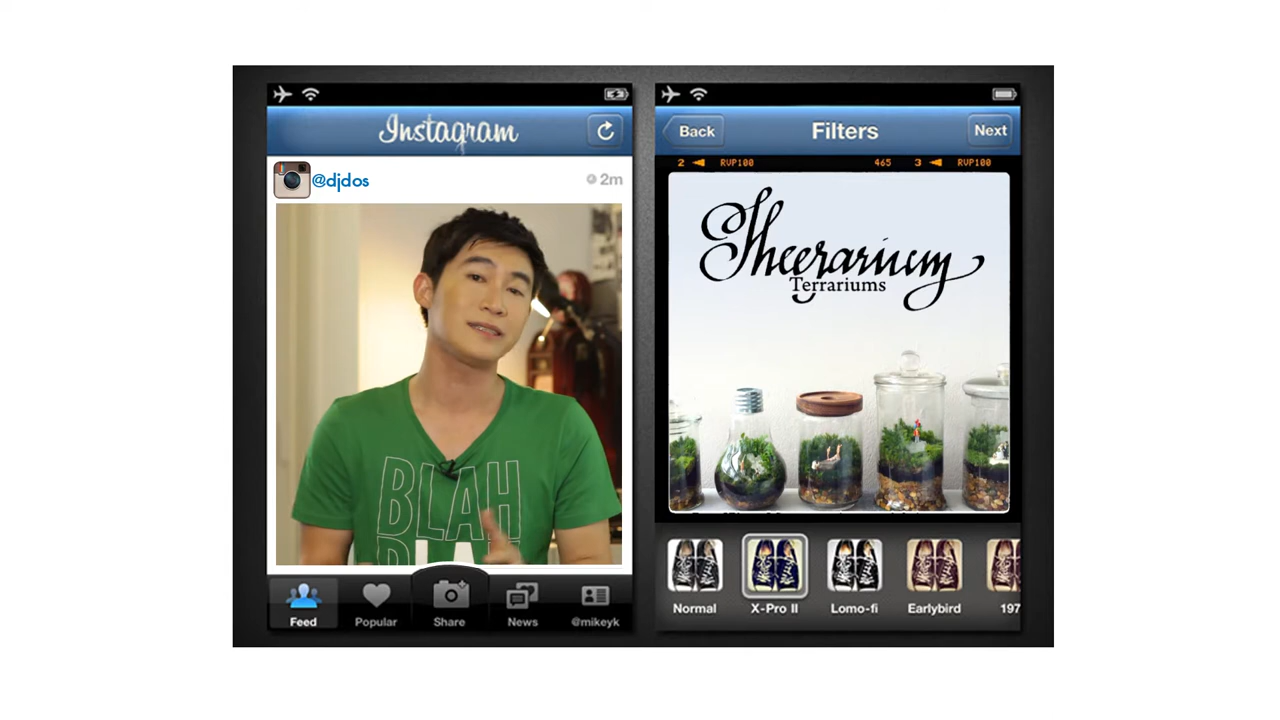 Instagram
@djdos
2m
BLAH
BLAH
Feed
Popular
Share
News
@mikeyk
Back
Filters
Next
2 RVP100 465 3 RVP100
Sheerarium
Terrariums
Normal
X-Pro II
Lomo-fi
Earlybird
197